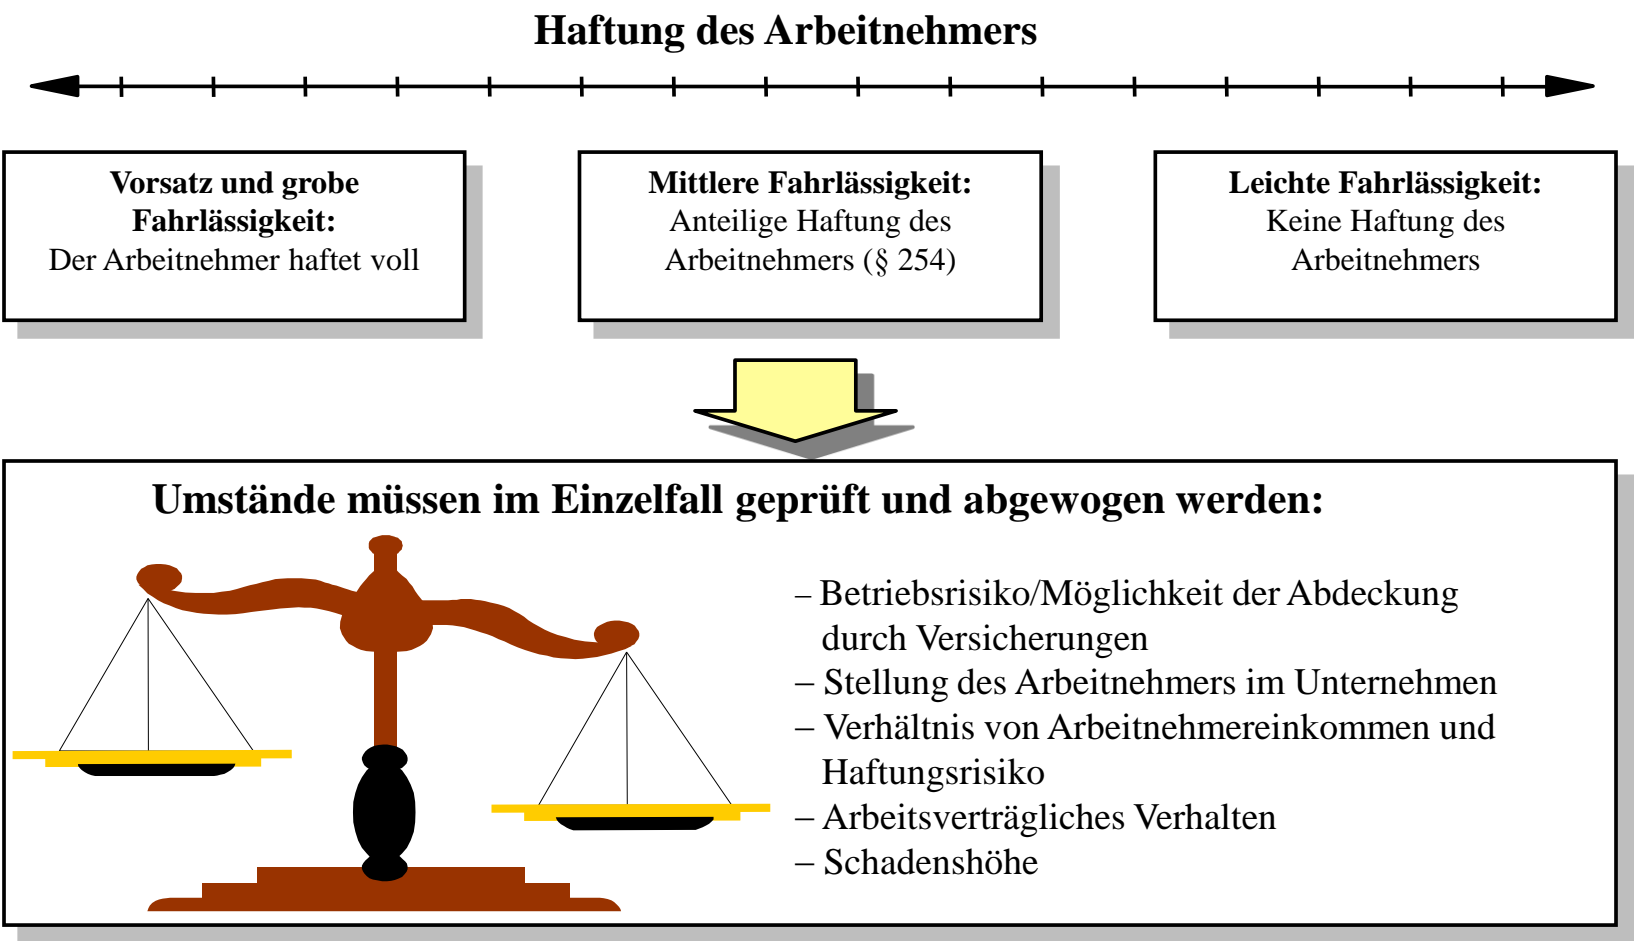 Haftung des Arbeitnehmers
Vorsatz und grobe
Fahrlässigkeit:
Der Arbeitnehmer haftet voll
Mittlere Fahrlässigkeit:
Anteilige Haftung des
Arbeitnehmers (§ 254)
Leichte Fahrlässigkeit:
Keine Haftung des
Arbeitnehmers
Umstände müssen im Einzelfall geprüft und abgewogen werden:
– Betriebsrisiko/Möglichkeit der Abdeckung
durch Versicherungen
– Stellung des Arbeitnehmers im Unternehmen
– Verhältnis von Arbeitnehmereinkommen und
Haftungsrisiko
– Arbeitsverträgliches Verhalten
– Schadenshöhe